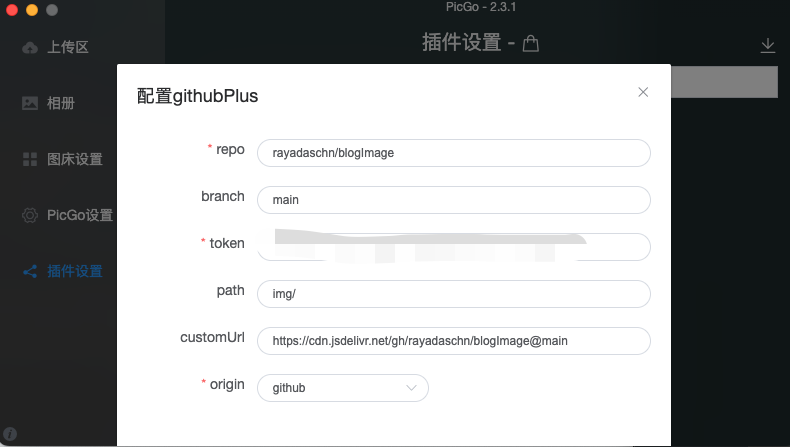 PicGo - 2.3.1
上传区
相册
图床设置
PicGo设置
插件设置
插件设置 -
配置githubPlus
* repo
rayadaschn/blogImage
branch
main
* token
path
img/
customUrl
https://cdn.jsdelivr.net/gh/rayadaschn/blogImage@main
* origin
github